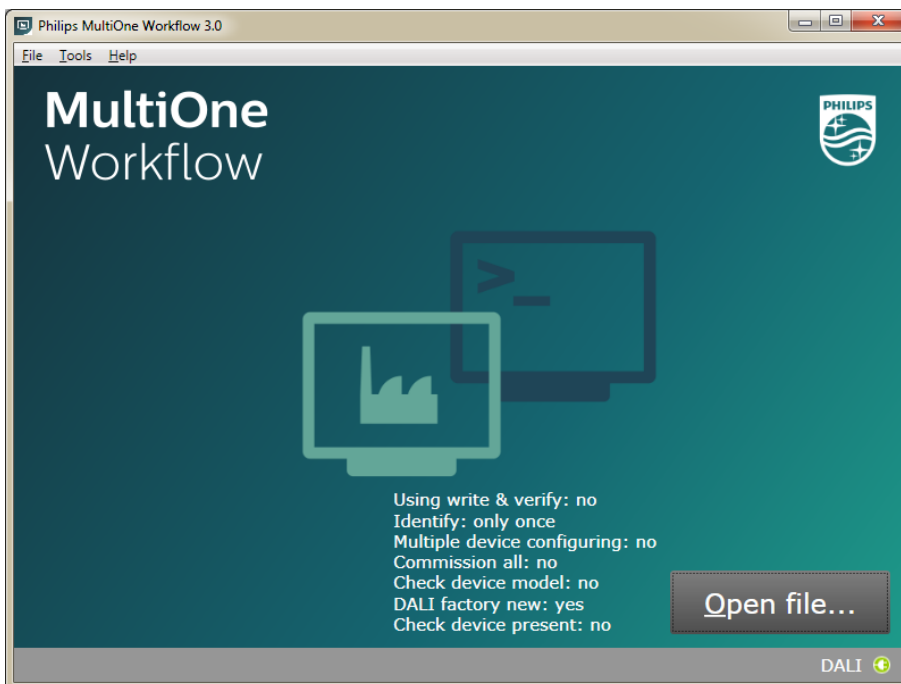 Philips MultiOne Workflow 3.0
File Tools Help
MultiOne
Workflow
PHILIPS
>_
Using write & verify: no
Identify: only once
Multiple device configuring: no
Commission all: no
Check device model: no
DALI factory new: yes
Check device present: no
Open file...
DALI